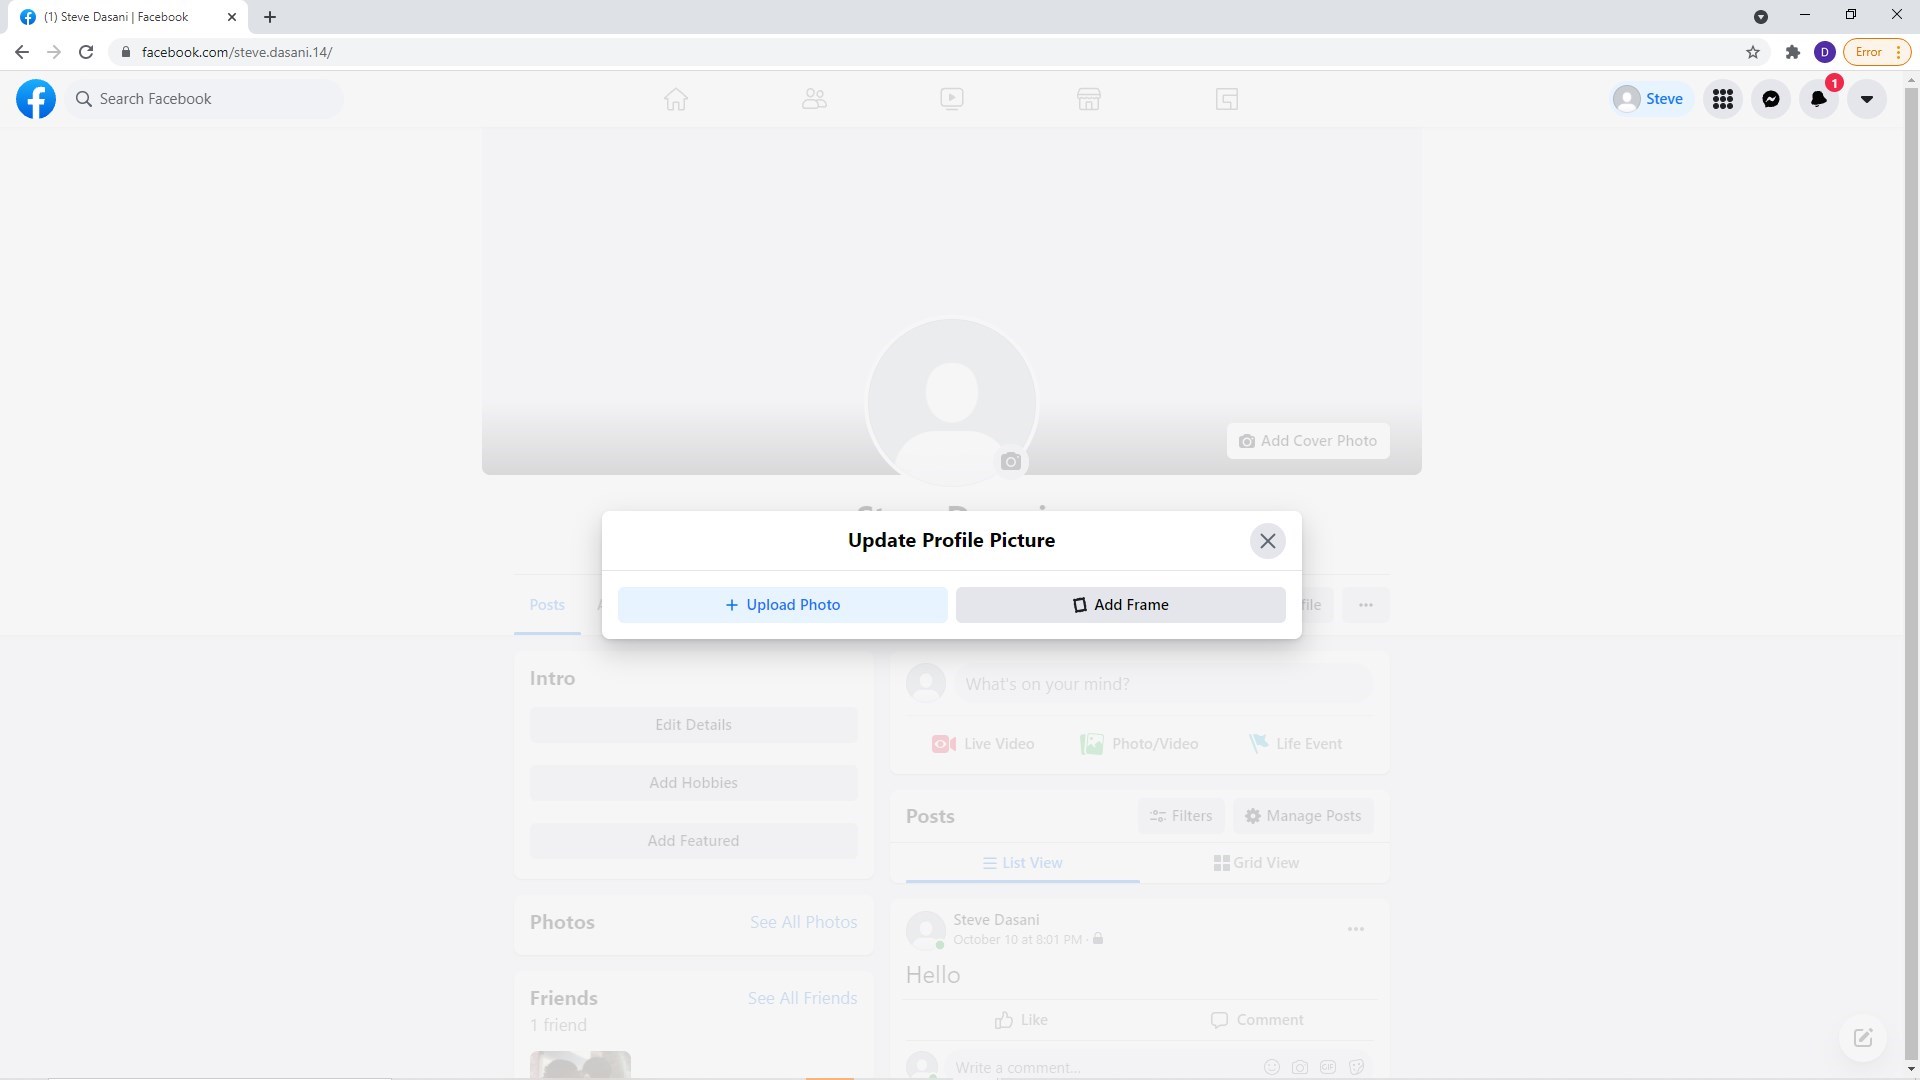 (1) Steve Dasani | Facebook
facebook.com/steve.dasani.14/
D
Error
Search Facebook
Steve
1
Add Cover Photo
Update Profile Picture
+ Upload Photo
Add Frame
Posts
Intro
Edit Details
Add Hobbies
Add Featured
What's on your mind?
Live Video
Photo/Video
Life Event
Posts
Filters
Manage Posts
List View
Grid View
Photos
See All Photos
Friends
See All Friends
1 friend
Steve Dasani
October 10 at 8:01 PM ·
Hello
Like
Comment
Write a comment...
GIF